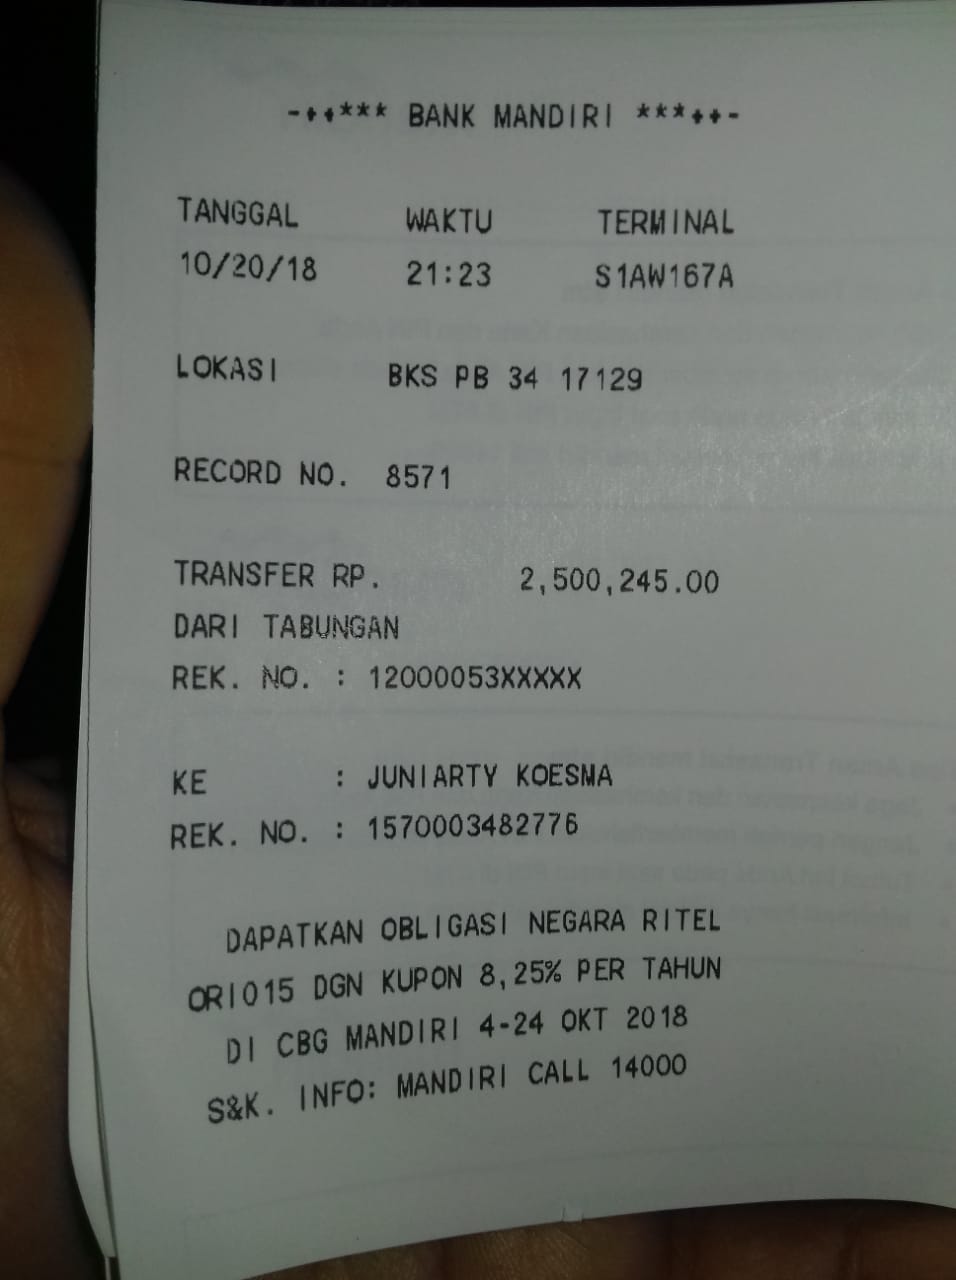 -++*** BANK MANDIRI ***++-
TANGGAL WAKTU TERMINAL
10/20/18 21:23 S1AW167A
LOKASI BKS PB 34 17129
RECORD NO. 8571
TRANSFER RP. 2,500,245.00
DARI TABUNGAN
REK. NO. : 12000053XXXXX
KE : JUNIARTY KOESMA
REK. NO. : 1570003482776
DAPATKAN OBLIGASI NEGARA RITEL
ORI015 DGN KUPON 8,25% PER TAHUN
DI CBG MANDIRI 4-24 OKT 2018
S&K. INFO: MANDIRI CALL 14000